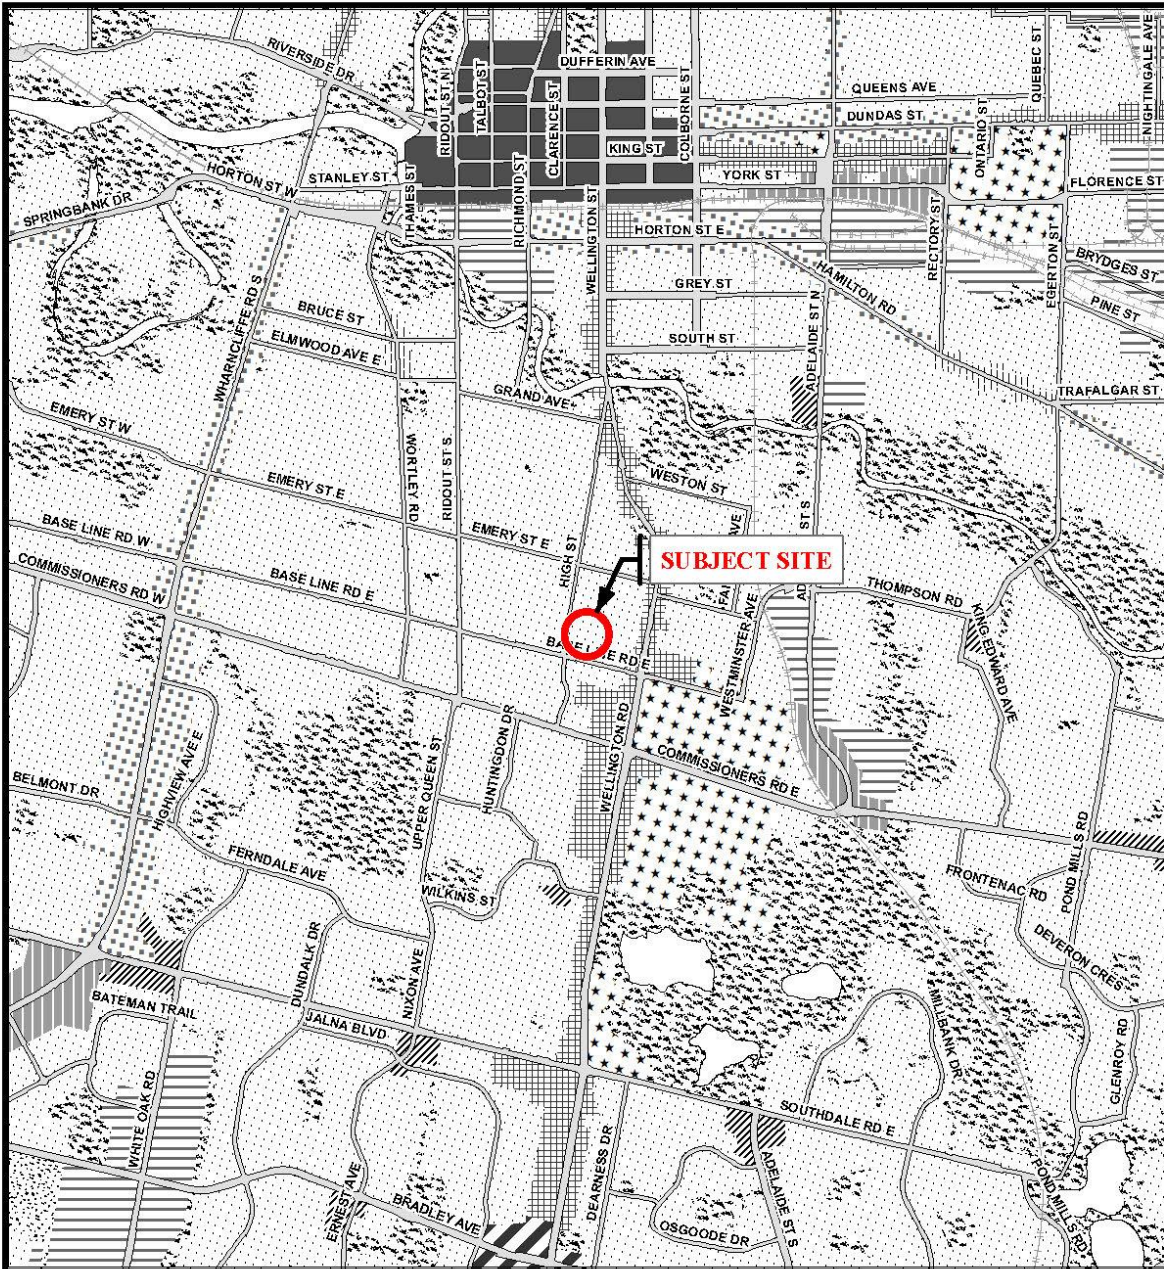 RIVERSIDE DR
RIDOUT ST N
TALBOT ST
DUFFERIN AVE
CLARENCE ST
COLBORNE ST
QUEENS AVE
QUEBEC ST
NIGHTINGALE AVE
DUNDAS ST
ONTARIO ST
KING ST
YORK ST
FLORENCE ST
HORTON ST W
STANLEY ST
THAMES ST
RICHMOND ST
WELLINGTON ST
SPRINGBANK DR
HORTON ST E
RECTORY ST
EGERTON ST
BRYDGES ST
HAMILTON RD
GREY ST
PINE ST
WHARNCLIFFE RD S
BRUCE ST
ELMWOOD AVE E
SOUTH ST
ADELAIDE ST N
GRAND AVE
TRAFALGAR ST
EMERY ST W
WORTLEY RD
RIDOUT ST S
EMERY ST E
WESTON ST
BASE LINE RD W
EMERY ST E
HIGH ST
AVE
ST S
SUBJECT SITE
COMMISSIONERS RD W
BASE LINE RD E
THOMPSON RD
WESTMINSTER AVE
KING EDWARD AVE
BASE LINE RD E
HUNTINGDON DR
WELLINGTON RD
COMMISSIONERS RD E
UPPER QUEEN ST
BELMONT DR
HIGHVIEW AVE E
FERNDALE AVE
WILKINS ST
FRONTENAC RD
POND MILLS RD
DUNDALK DR
NIXON AVE
DEVERON CRES
BATEMAN TRAIL
JALNA BLVD
MILLBANK DR
GLENROY RD
WHITE OAK RD
SOUTHDALE RD E
ERNEST AVE
BRADLEY AVE
DEARNESS DR
OSGOODE DR
ADELAIDE ST S
POND MILLS RD